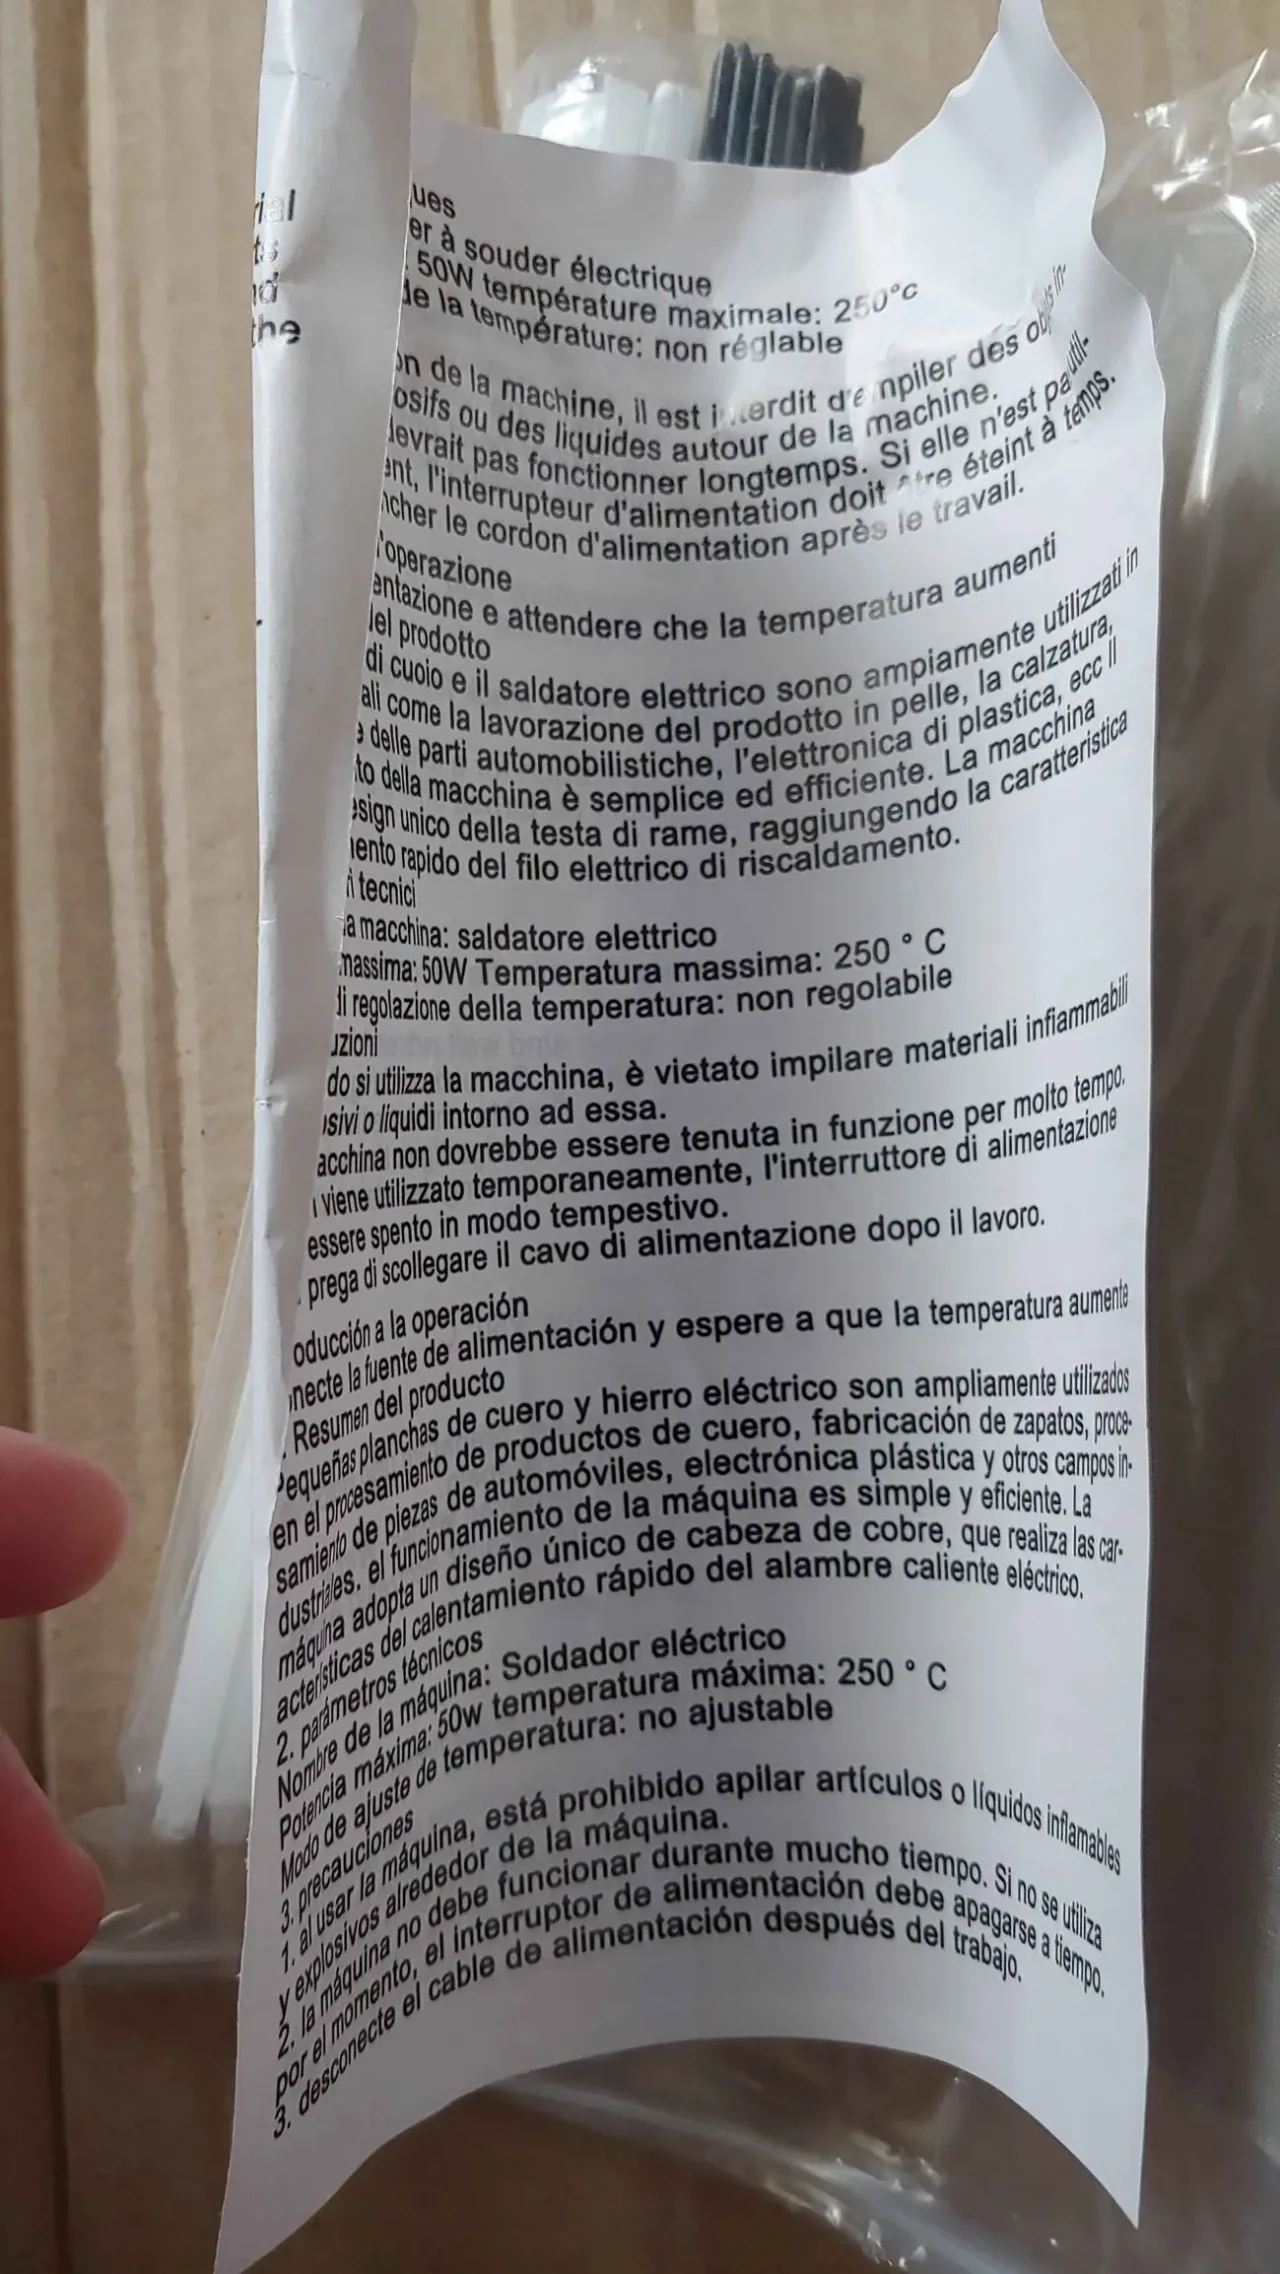 rial
ts
nd
the
ues
er à souder électrique
50W température maximale: 250°c
de la température: non réglable
on de la machine, il est interdit d'empiler des objets in-
osifs ou des liquides autour de la machine.
devrait pas fonctionner longtemps. Si elle n'est pa util-
ant, l'interrupteur d'alimentation doit être éteint à temps.
ncher le cordon d'alimentation après le travail.
l'operazione
entazione e attendere che la temperatura aumenti
del prodotto
di cuoio e il saldatore elettrico sono ampiamente utilizzati in
ali come la lavorazione del prodotto in pelle, la calzatura,
e delle parti automobilistiche, l'elettronica di plastica, ecc Il
to della macchina è semplice ed efficiente. La macchina
esign unico della testa di rame, raggiungendo la caratteristica
nento rapido del filo elettrico di riscaldamento.
ri tecnici
a macchina: saldatore elettrico
massima: 50W Temperatura massima: 250 ° C
di regolazione della temperatura: non regolabile
uzioni
do si utilizza la macchina, è vietato impilare materiali infiammabili
sivi o liquidi intorno ad essa.
acchina non dovrebbe essere tenuta in funzione per molto tempo.
viene utilizzato temporaneamente, l'interruttore di alimentazione
essere spento in modo tempestivo.
prega di scollegare il cavo di alimentazione dopo il lavoro.
oducción a la operación
necte la fuente de alimentación y espere a que la temperatura aumente
. Resumen del producto
Pequeñas planchas de cuero y hierro eléctrico son ampliamente utilizados
en el procesamiento de productos de cuero, fabricación de zapatos, proce-
samiento de piezas de automóviles, electrónica plástica y otros campos in-
dustriales. el funcionamiento de la máquina es simple y eficiente. La
máquina adopta un diseño único de cabeza de cobre, que realiza las car-
acterísticas del calentamiento rápido del alambre caliente eléctrico.
2. parámetros técnicos
Nombre de la máquina: Soldador eléctrico
Potencia máxima: 50w temperatura máxima: 250 ° C
Modo de ajuste de temperatura: no ajustable
3. precauciones
1. al usar la máquina, está prohibido apilar artículos o líquidos inflamables
y explosivos alrededor de la máquina.
2. la máquina no debe funcionar durante mucho tiempo. Si no se utiliza
por el momento, el interruptor de alimentación debe apagarse a tiempo.
3. desconecte el cable de alimentación después del trabajo.